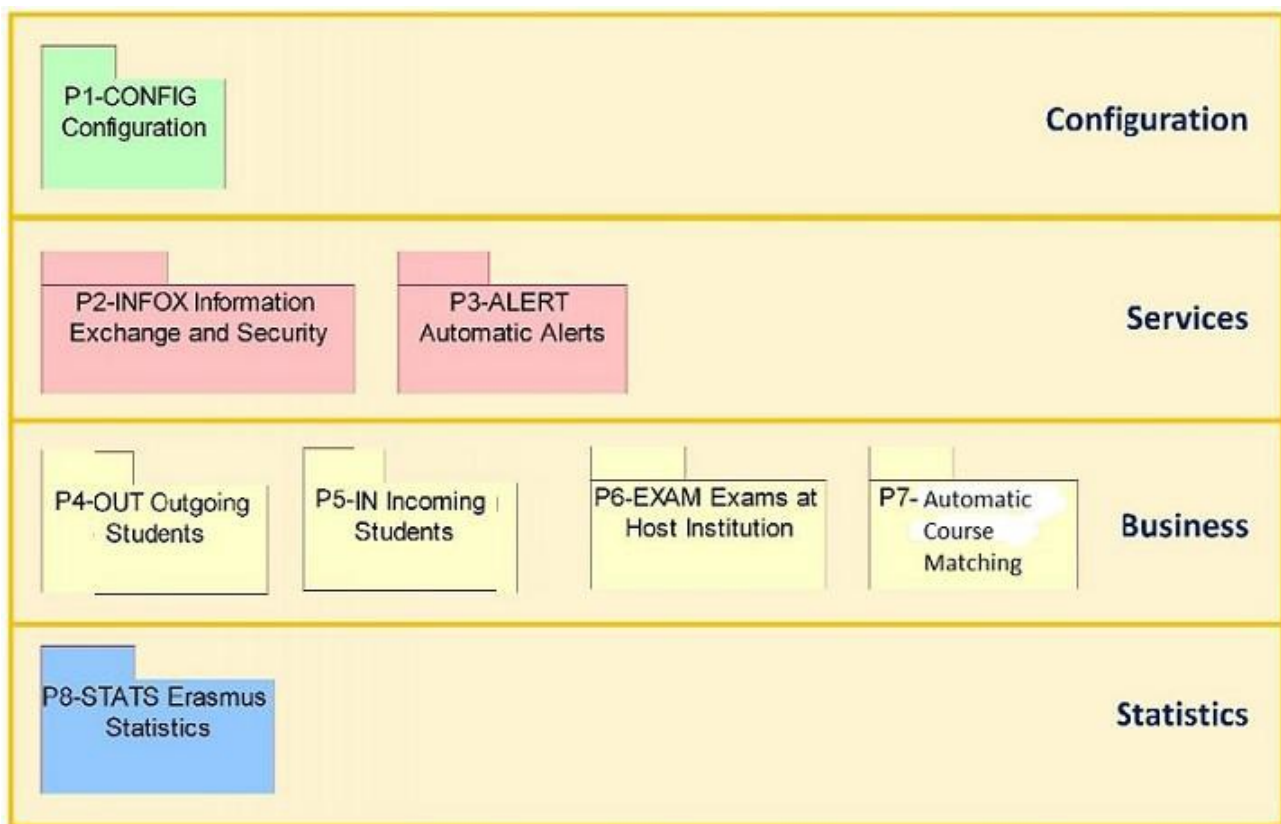 P1-CONFIG
Configuration
Configuration
P2-INFOX Information
Exchange and Security
P3-ALERT
Automatic Alerts
Services
P4-OUT Outgoing
Students
P5-IN Incoming
Students
P6-EXAM Exams at
Host Institution
P7- Automatic
Course
Matching
Business
P8-STATS Erasmus
Statistics
Statistics